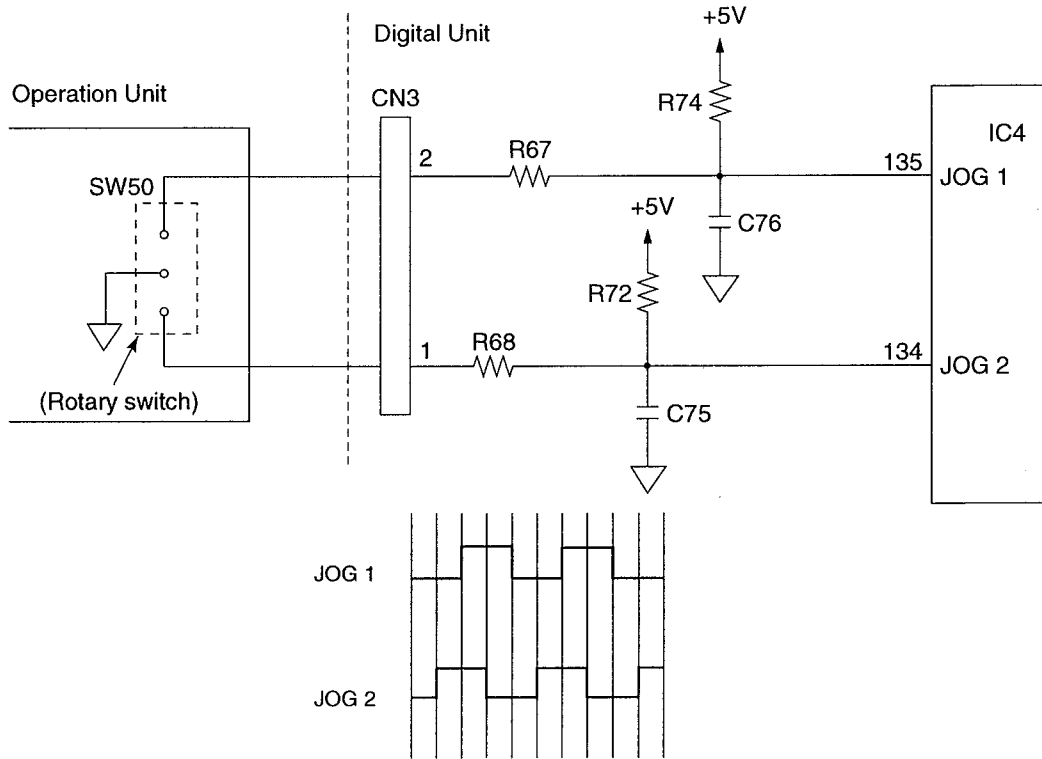 Digital Unit
+5V
Operation Unit
CN3
R74
IC4
2
R67
135
JOG 1
SW50
+5V
C76
R72
1
R68
134
JOG 2
(Rotary switch)
C75
JOG 1
JOG 2